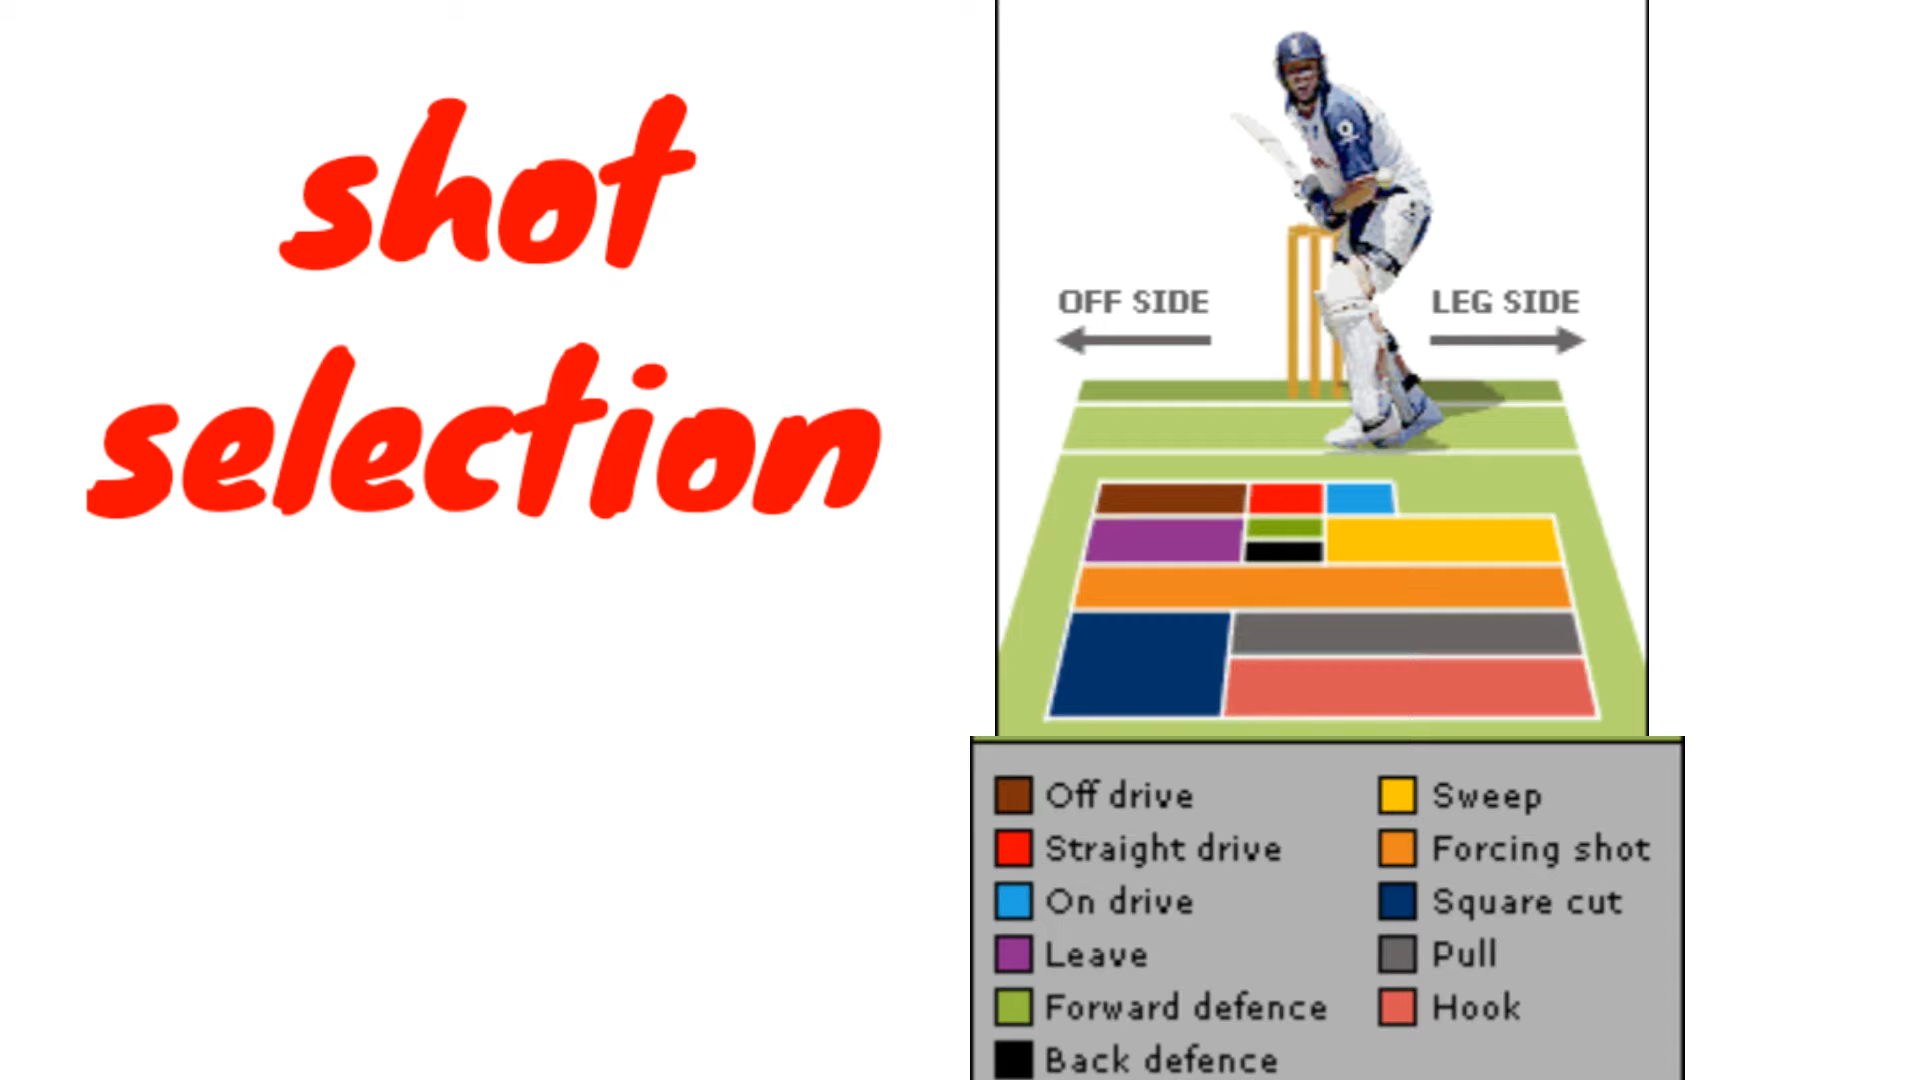 shot
selection
OFF SIDE
LEG SIDE
Off drive
Straight drive
On drive
Leave
Forward defence
Back defence
Sweep
Forcing shot
Square cut
Pull
Hook